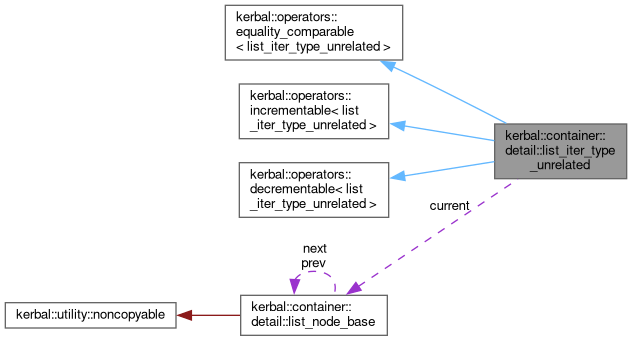 kerbal::operators::
equality_comparable
< list_iter_type_unrelated >
kerbal::operators::
incrementable< list
_iter_type_unrelated >
kerbal::container::
detail::list_iter_type
_unrelated
kerbal::operators::
decrementable< list
_iter_type_unrelated >
current
next
prev
kerbal::utility::noncopyable
kerbal::container::
detail::list_node_base